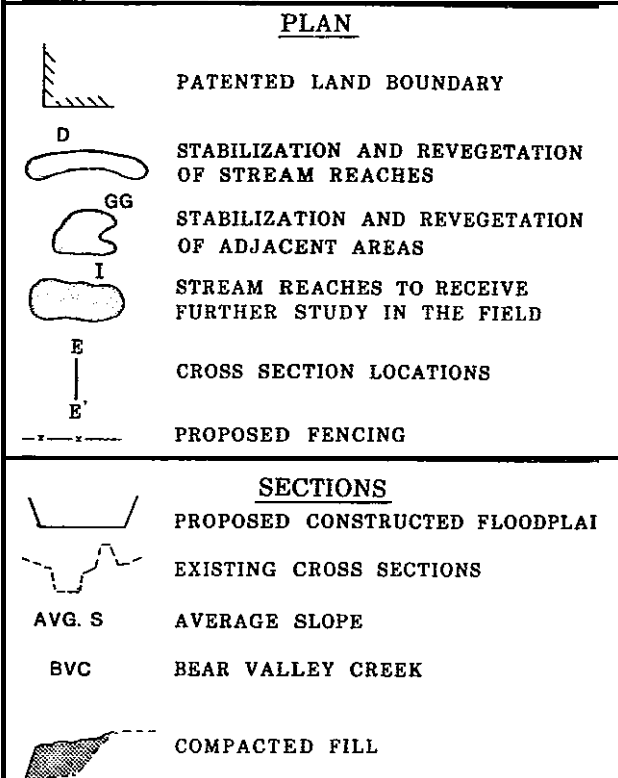 PLAN
PATENTED LAND BOUNDARY
D
STABILIZATION AND REVEGETATION
OF STREAM REACHES
GG
STABILIZATION AND REVEGETATION
OF ADJACENT AREAS
I
STREAM REACHES TO RECEIVE
FURTHER STUDY IN THE FIELD
E
CROSS SECTION LOCATIONS
E'
PROPOSED FENCING
SECTIONS
PROPOSED CONSTRUCTED FLOODPLAI
EXISTING CROSS SECTIONS
AVG. S AVERAGE SLOPE
BVC BEAR VALLEY CREEK
COMPACTED FILL